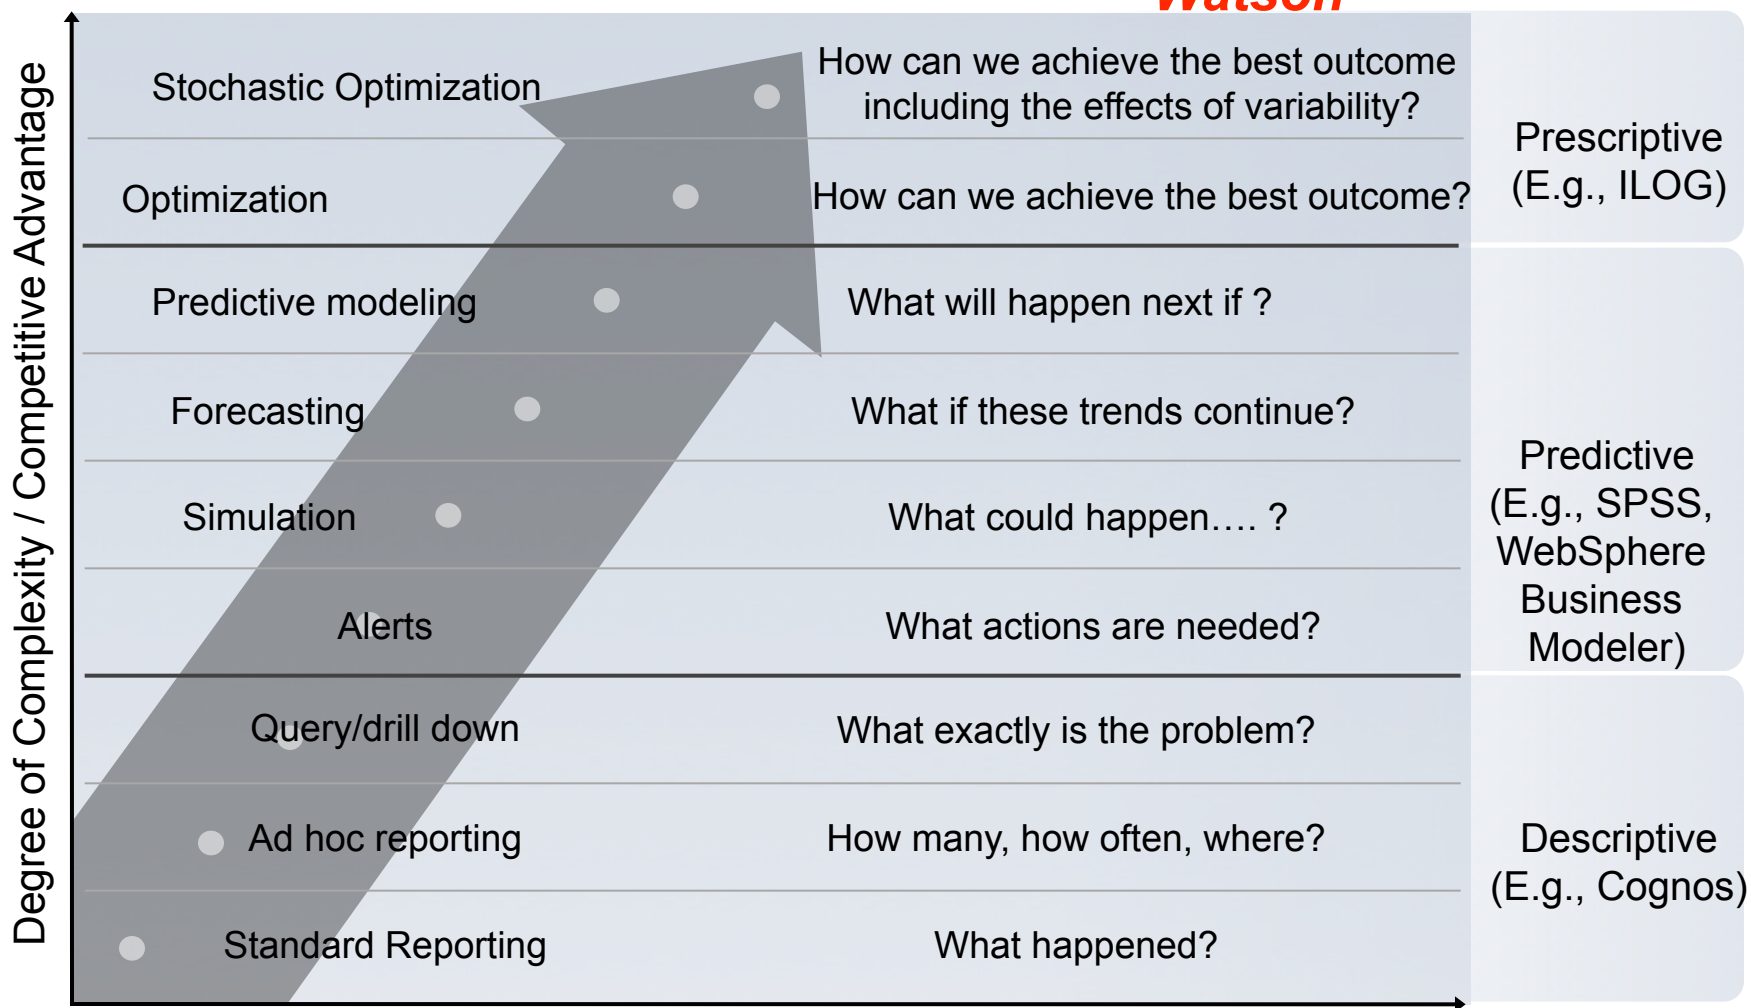 Watson
Degree of Complexity / Competitive Advantage
Stochastic Optimization
How can we achieve the best outcome
including the effects of variability?
Optimization
How can we achieve the best outcome?
Prescriptive
(E.g., ILOG)
Predictive modeling
What will happen next if ?
Forecasting
What if these trends continue?
Simulation
What could happen…. ?
Alerts
What actions are needed?
Predictive
(E.g., SPSS,
WebSphere
Business
Modeler)
Query/drill down
What exactly is the problem?
Ad hoc reporting
How many, how often, where?
Standard Reporting
What happened?
Descriptive
(E.g., Cognos)